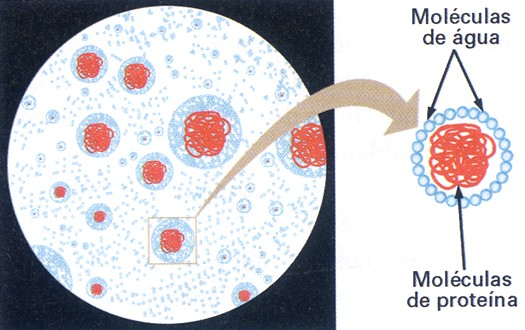 Moléculas
de água
Moléculas
de proteína